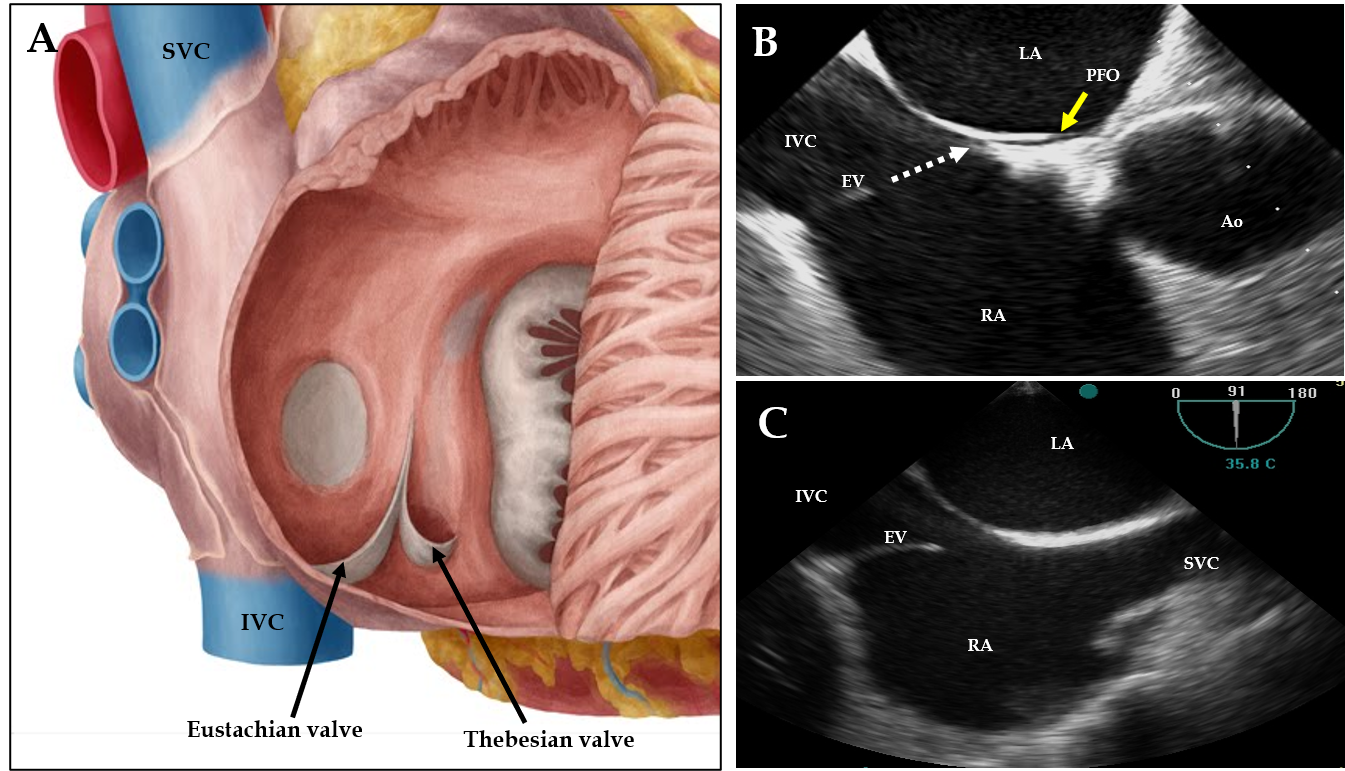 A
SVC
IVC
Eustachian valve
Thebesian valve
B
LA
PFO
IVC
EV
Ao
RA
C
0 91 180
35.8 C
LA
IVC
EV
SVC
RA